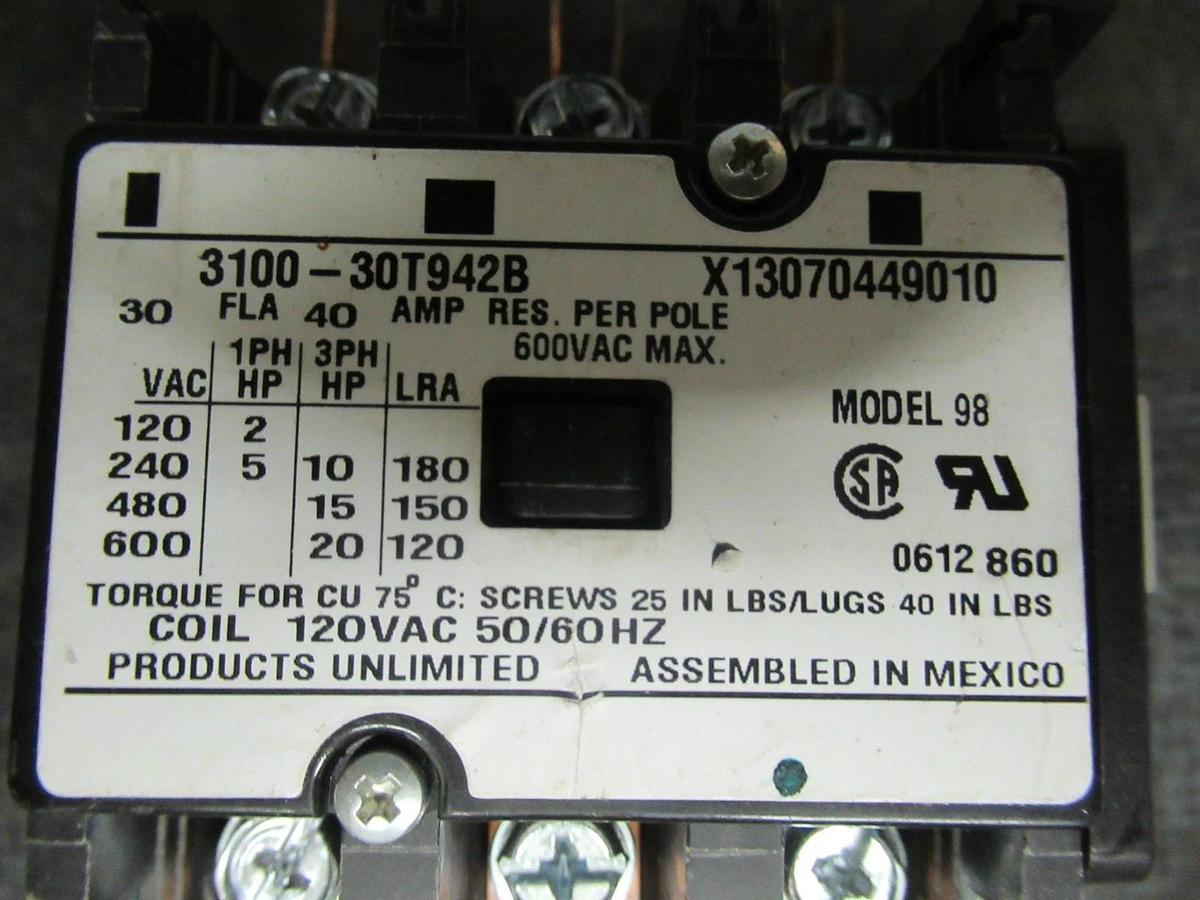 3100-30T942B X13070449010
30 FLA 40 AMP RES. PER POLE
600VAC MAX.
1PH 3PH
VAC HP HP LRA
120 2
240 5 10 180
480 15 150
600 20 120
MODEL 98
SA RU
0612 860
TORQUE FOR CU 75° C: SCREWS 25 IN LBS/LUGS 40 IN LBS
COIL 120VAC 50/60HZ
PRODUCTS UNLIMITED ASSEMBLED IN MEXICO